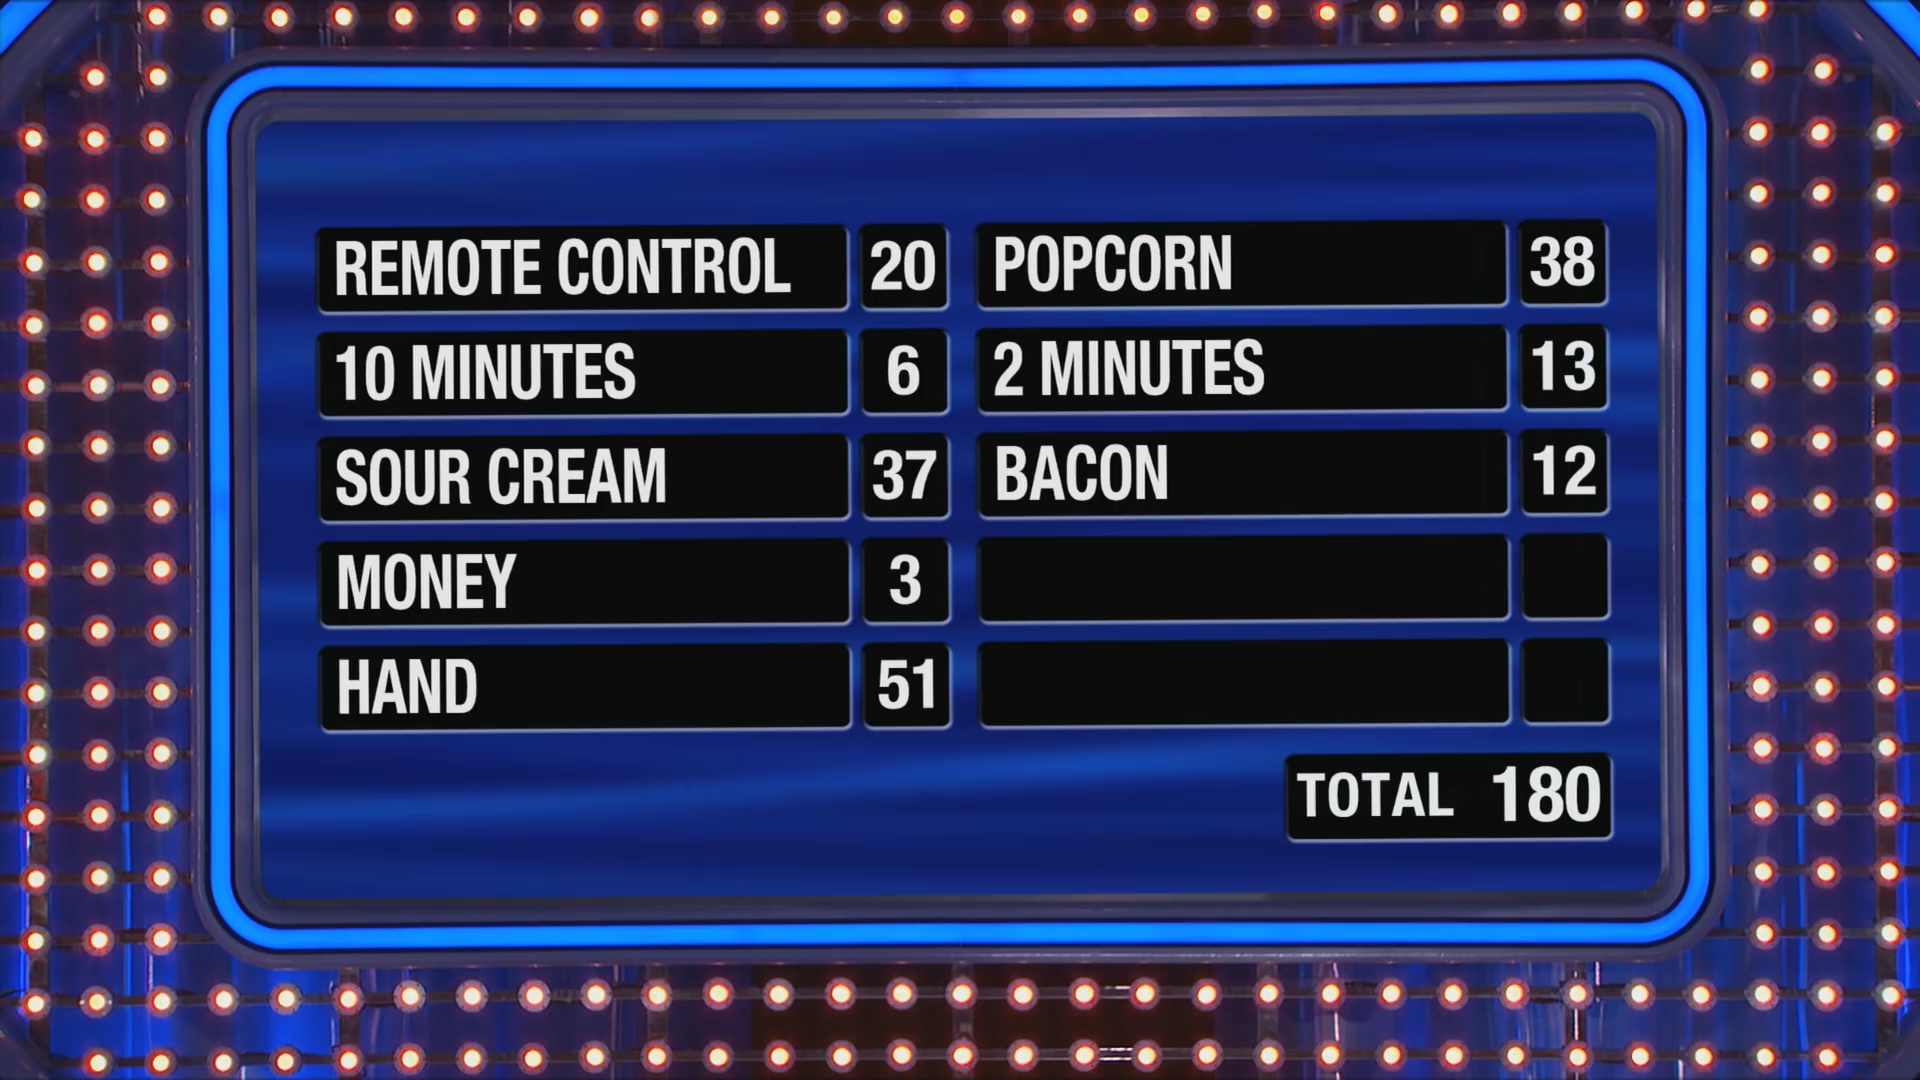 REMOTE CONTROL 20 POPCORN 38
10 MINUTES 6 2 MINUTES 13
SOUR CREAM 37 BACON 12
MONEY 3
HAND 51
TOTAL 180